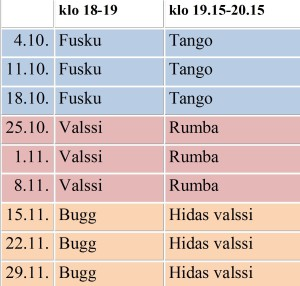 klo 18-19 klo 19.15-20.15
4.10. Fusku Tango
11.10. Fusku Tango
18.10. Fusku Tango
25.10. Valssi Rumba
1.11. Valssi Rumba
8.11. Valssi Rumba
15.11. Bugg Hidas valssi
22.11. Bugg Hidas valssi
29.11. Bugg Hidas valssi